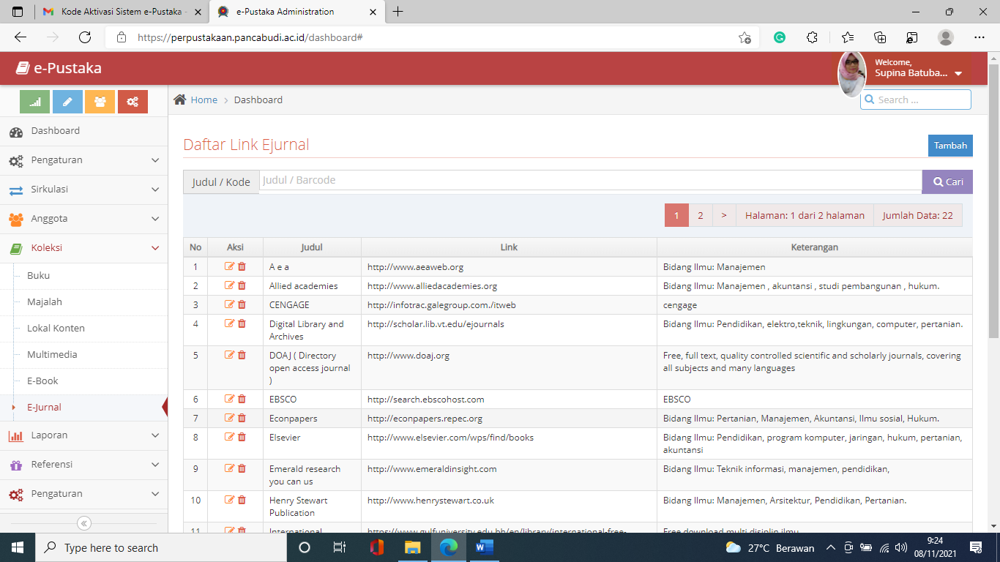 Kode Aktivasi Sistem e-Pustaka -
e-Pustaka Administration
https://perpustakaan.pancabudi.ac.id/dashboard#
e-Pustaka
Welcome,
Supina Batuba...
Home > Dashboard
Search ...
Dashboard
Pengaturan
Sirkulasi
Anggota
Koleksi
Buku
Majalah
Lokal Konten
Multimedia
E-Book
E-Jurnal
Laporan
Referensi
Pengaturan
Daftar Link Ejurnal
Tambah
Judul / Kode Judul / Barcode Cari
1 2 > Halaman: 1 dari 2 halaman Jumlah Data: 22
No Aksi Judul Link Keterangan
1 A e a http://www.aeaweb.org Bidang Ilmu: Manajemen
2 Allied academies http://www.alliedacademies.org Bidang Ilmu: Manajemen , akuntansi , studi pembangunan , hukum.
3 CENGAGE http://infotrac.galegroup.com./itweb cengage
4 Digital Library and http://scholar.lib.vt.edu/ejournals Bidang Ilmu: Pendidikan, elektro,teknik, lingkungan, computer, pertanian.
Archives
5 DOAJ ( Directory http://www.doaj.org Free, full text, quality controlled scientific and scholarly journals, covering
open access journal all subjects and many languages
)
6 EBSCO http://search.ebscohost.com EBSCO
7 Econpapers http://econpapers.repec.org Bidang Ilmu: Pertanian, Manajemen, Akuntansi, Ilmu sosial, Hukum.
8 Elsevier http://www.elsevier.com/wps/find/books Bidang Ilmu: Pendidikan, program komputer, jaringan, hukum, pertanian,
akuntansi
9 Emerald research http://www.emeraldinsight.com Bidang Ilmu: Teknik informasi, manajemen, pendidikan,
you can us
10 Henry Stewart http://www.henrystewart.co.uk Bidang Ilmu: Manajemen, Arsitektur, Pendidikan, Pertanian.
Publication
11 International https://www.gulfuniversity.edu.bh/en/library/international-free- Free download multi disiplin ilmu
Type here to search
27°C Berawan
9:24
08/11/2021